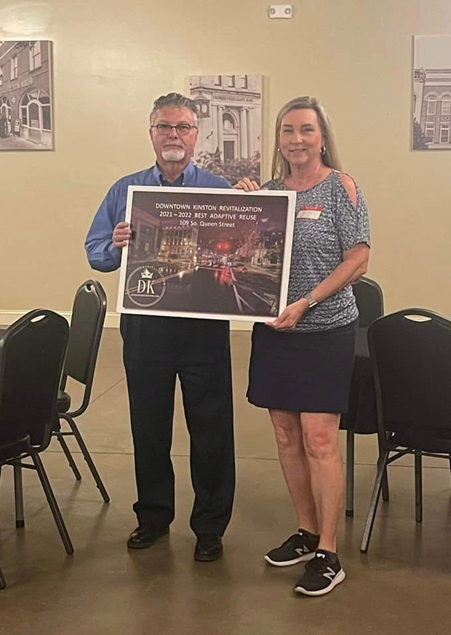 DOWNTOWN KINSTON REVITALIZATION
2021 – 2022 BEST ADAPTIVE REUSE
109 So. Queen Street
DK